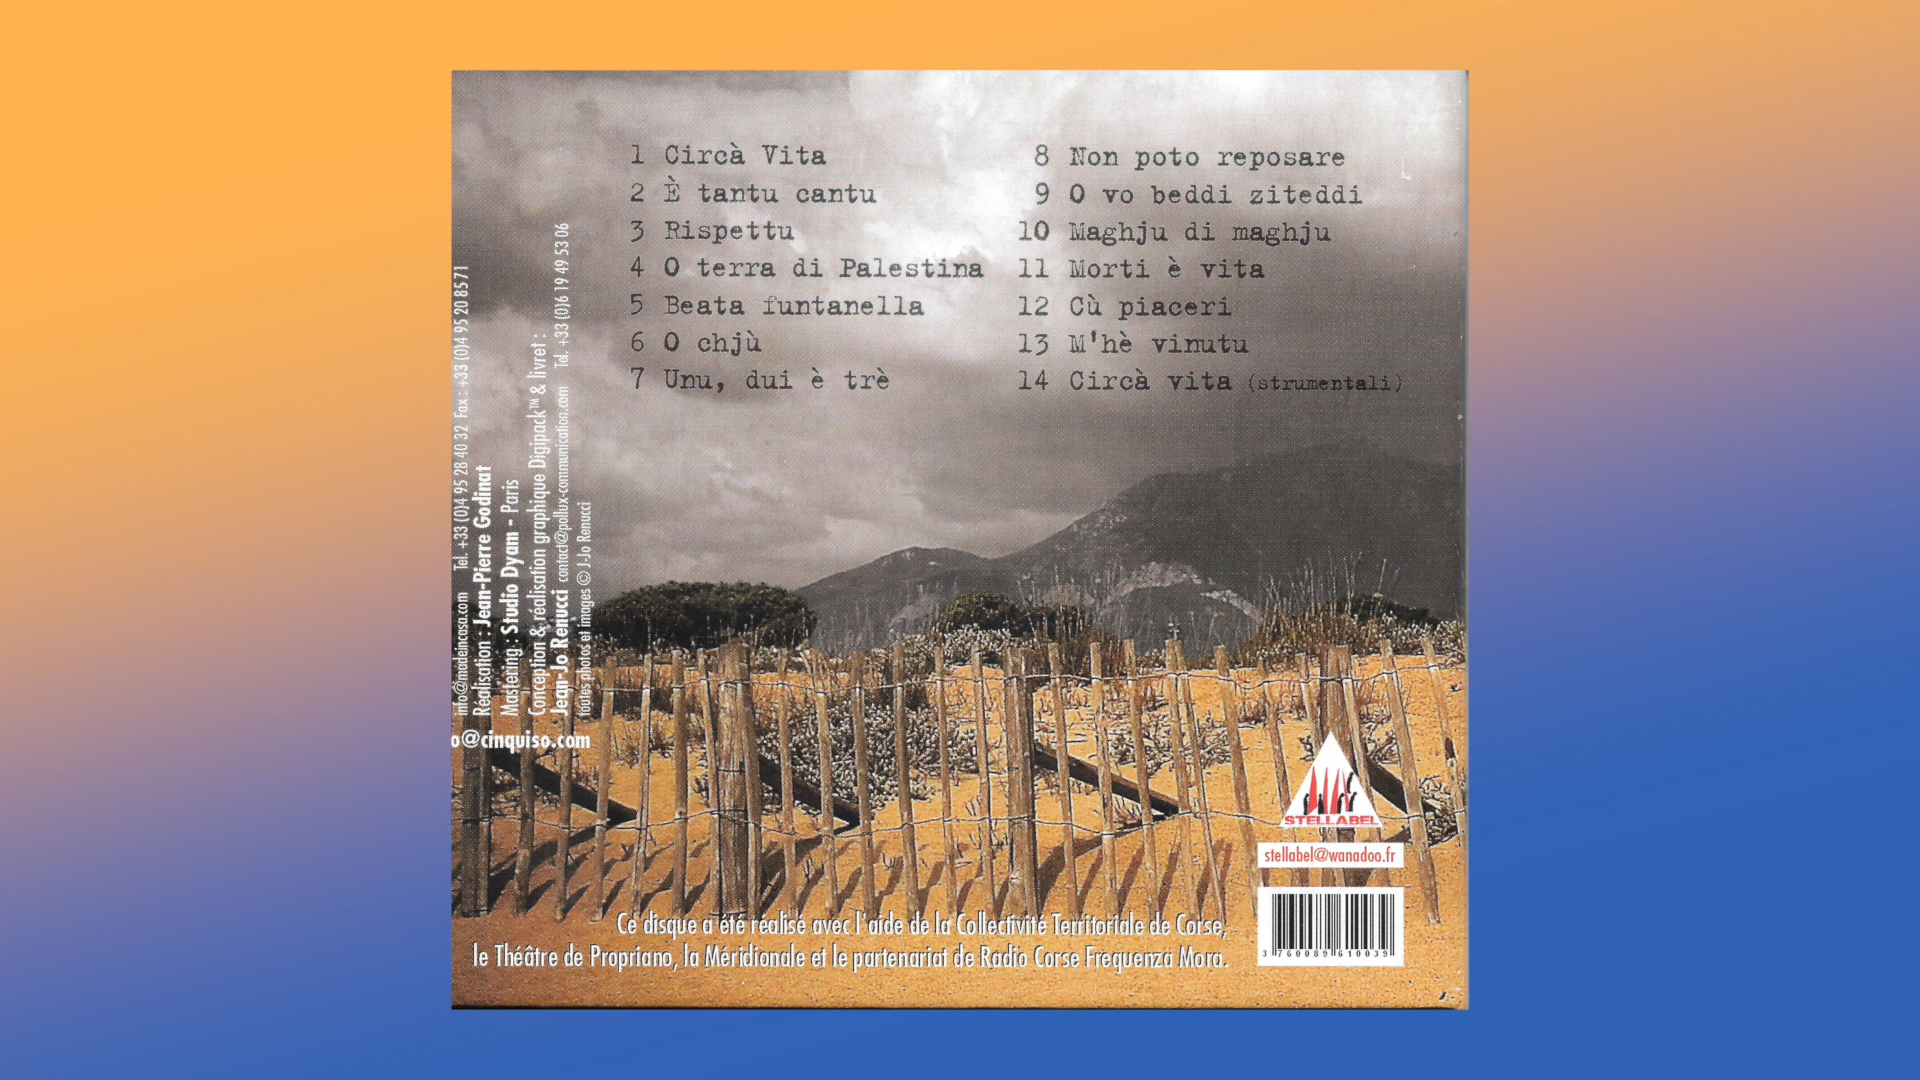 1 Circà Vita
2 È tantu cantu
3 Rispettu
4 O terra di Palestina
5 Beata funtanella
6 O chjù
7 Unu, dui è trè
8 Non poto reposare
9 O vo beddi ziteddi
10 Maghju di maghju
11 Morti è vita
12 Cù piaceri
13 M'hè vinutu
14 Circà vita (strumentali)
info@madeincasa.com Tel. +33 (0)4 95 28 40 32 Fax : +33 (0)4 95 20 85 71
Réalisation : Jean-Pierre Godinat
Mastering : Studio Dyam - Paris
Conception & réalisation graphique Digipack™ & livret :
Jean-Jo Renucci contact@pollux-communication.com Tel. +33 (0)6 19 49 53 06
toutes photos et images © J-Jo Renucci
o@cinquiso.com
STELLABEL
stellabel@wanadoo.fr
Ce disque a été réalisé avec l'aide de la Collectivité Territoriale de Corse,
le Théâtre de Propriano, la Méridionale et le partenariat de Radio Corse Frequenza Mora.
3 760089 610039